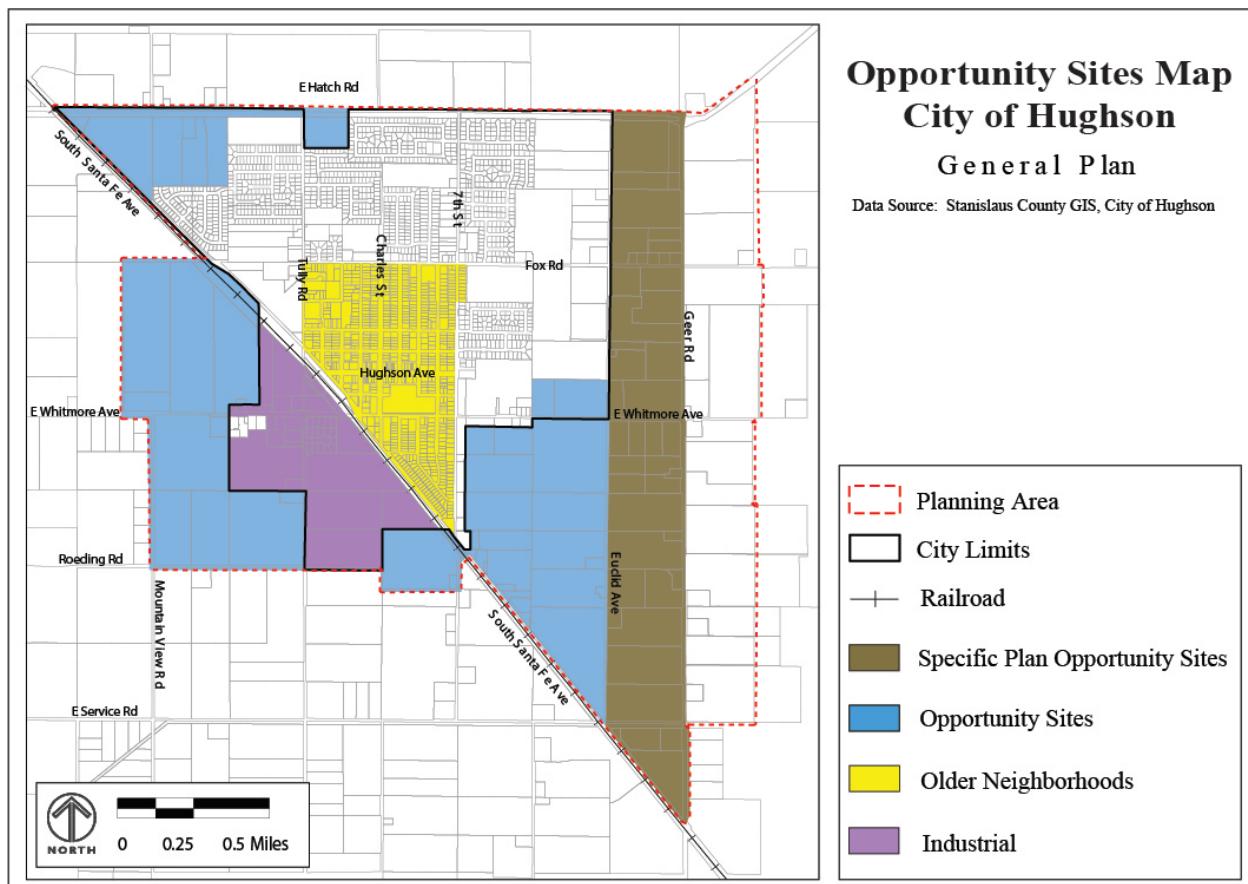 Opportunity Sites Map
City of Hughson
General Plan
Data Source: Stanislaus County GIS, City of Hughson
E Hatch Rd
South Santa Fe Ave
7th St
Charles St
Tully Rd
Fox Rd
Geer Rd
Hughson Ave
E Whitmore Ave
E Whitmore Ave
Roeding Rd
Euclid Ave
Mountain View Rd
South Santa Fe Ave
E Service Rd
NORTH
0 0.25 0.5 Miles
Planning Area
City Limits
Railroad
Specific Plan Opportunity Sites
Opportunity Sites
Older Neighborhoods
Industrial